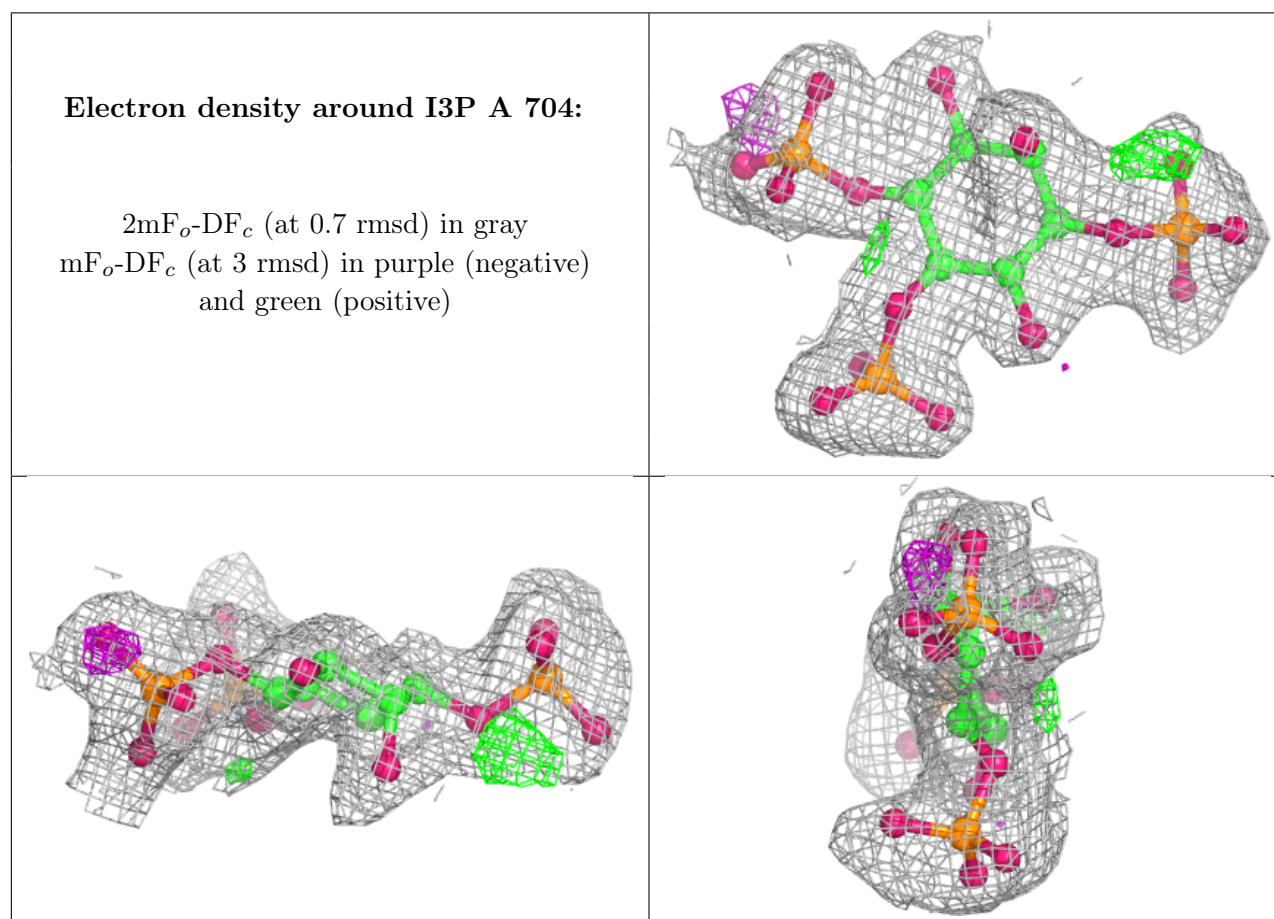 Electron density around I3P A 704:
2mFo-DFc (at 0.7 rmsd) in gray
mFo-DFc (at 3 rmsd) in purple (negative)
and green (positive)